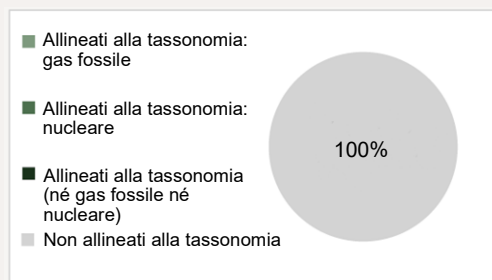 Allineati alla tassonomia:
gas fossile
Allineati alla tassonomia:
nucleare
Allineati alla tassonomia
(né gas fossile né
nucleare)
Non allineati alla tassonomia
100%